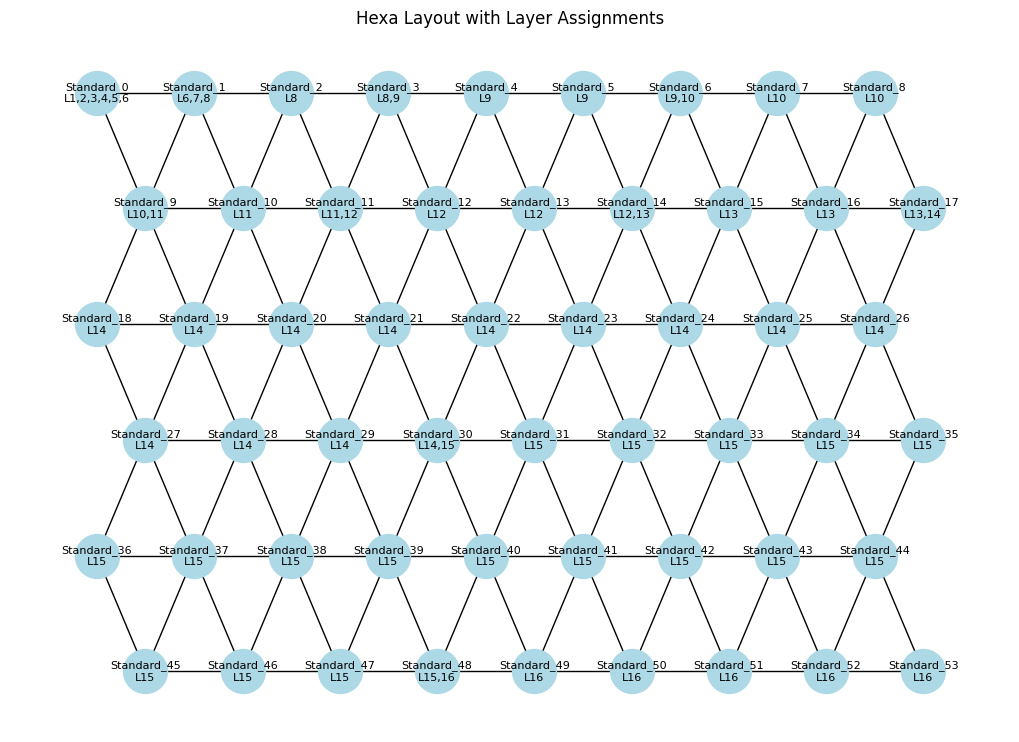 Hexa Layout with Layer Assignments
Standard_0
L1,2,3,4,5,6
Standard_1
L6,7,8
Standard_2
L8
Standard_3
L8,9
Standard_4
L9
Standard_5
L9
Standard_6
L9,10
Standard_7
L10
Standard_8
L10
Standard_9
L10,11
Standard_10
L11
Standard_11
L11,12
Standard_12
L12
Standard_13
L12
Standard_14
L12,13
Standard_15
L13
Standard_16
L13
Standard_17
L13,14
Standard_18
L14
Standard_19
L14
Standard_20
L14
Standard_21
L14
Standard_22
L14
Standard_23
L14
Standard_24
L14
Standard_25
L14
Standard_26
L14
Standard_27
L14
Standard_28
L14
Standard_29
L14
Standard_30
L14,15
Standard_31
L15
Standard_32
L15
Standard_33
L15
Standard_34
L15
Standard_35
L15
Standard_36
L15
Standard_37
L15
Standard_38
L15
Standard_39
L15
Standard_40
L15
Standard_41
L15
Standard_42
L15
Standard_43
L15
Standard_44
L15
Standard_45
L15
Standard_46
L15
Standard_47
L15
Standard_48
L15,16
Standard_49
L16
Standard_50
L16
Standard_51
L16
Standard_52
L16
Standard_53
L16